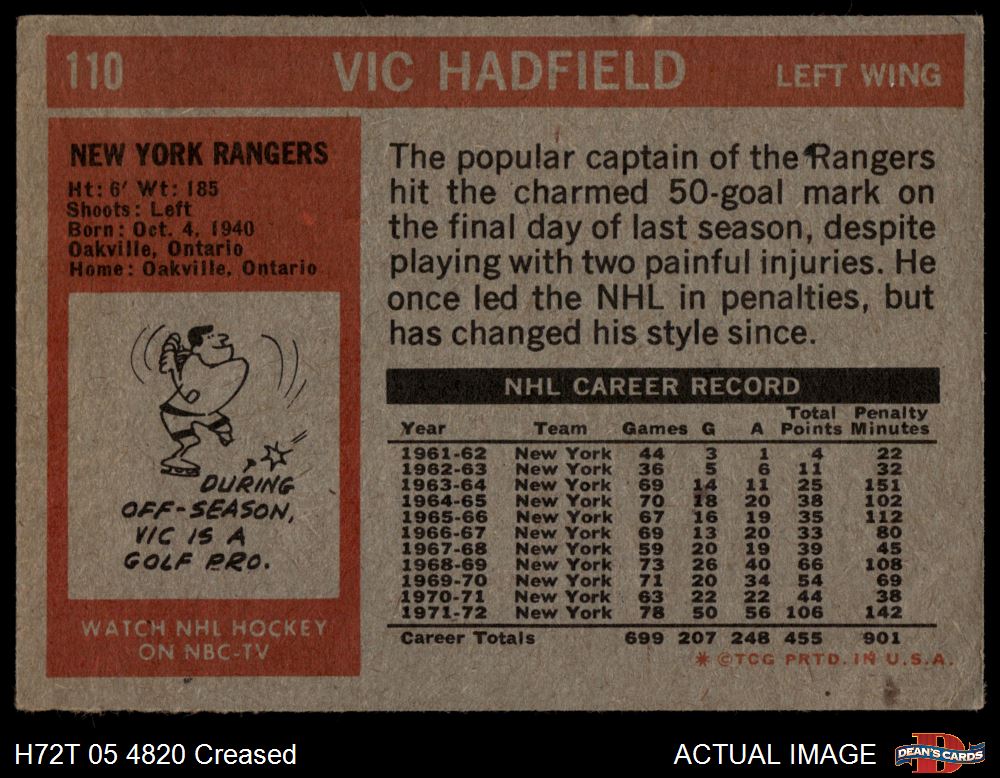 110 VIC HADFIELD LEFT WING
NEW YORK RANGERS
Ht: 6' Wt: 185
Shoots: Left
Born: Oct. 4, 1940
Oakville, Ontario
Home: Oakville, Ontario
DURING
OFF-SEASON,
VIC IS A
GOLF PRO.
WATCH NHL HOCKEY
ON NBC-TV
The popular captain of the Rangers
hit the charmed 50-goal mark on
the final day of last season, despite
playing with two painful injuries. He
once led the NHL in penalties, but
has changed his style since.
NHL CAREER RECORD
Year Team Games G A Total Points Penalty Minutes
1961-62 New York 44 3 1 4 22
1962-63 New York 36 5 6 11 32
1963-64 New York 69 14 11 25 151
1964-65 New York 70 18 20 38 102
1965-66 New York 67 16 19 35 112
1966-67 New York 69 13 20 33 80
1967-68 New York 59 20 19 39 45
1968-69 New York 73 26 40 66 108
1969-70 New York 71 20 34 54 69
1970-71 New York 63 22 22 44 38
1971-72 New York 78 50 56 106 142
Career Totals 699 207 248 455 901
* ©TCG PRTD. IN U.S.A.
H72T 05 4820 Creased
ACTUAL IMAGE
DEAN'S CARDS